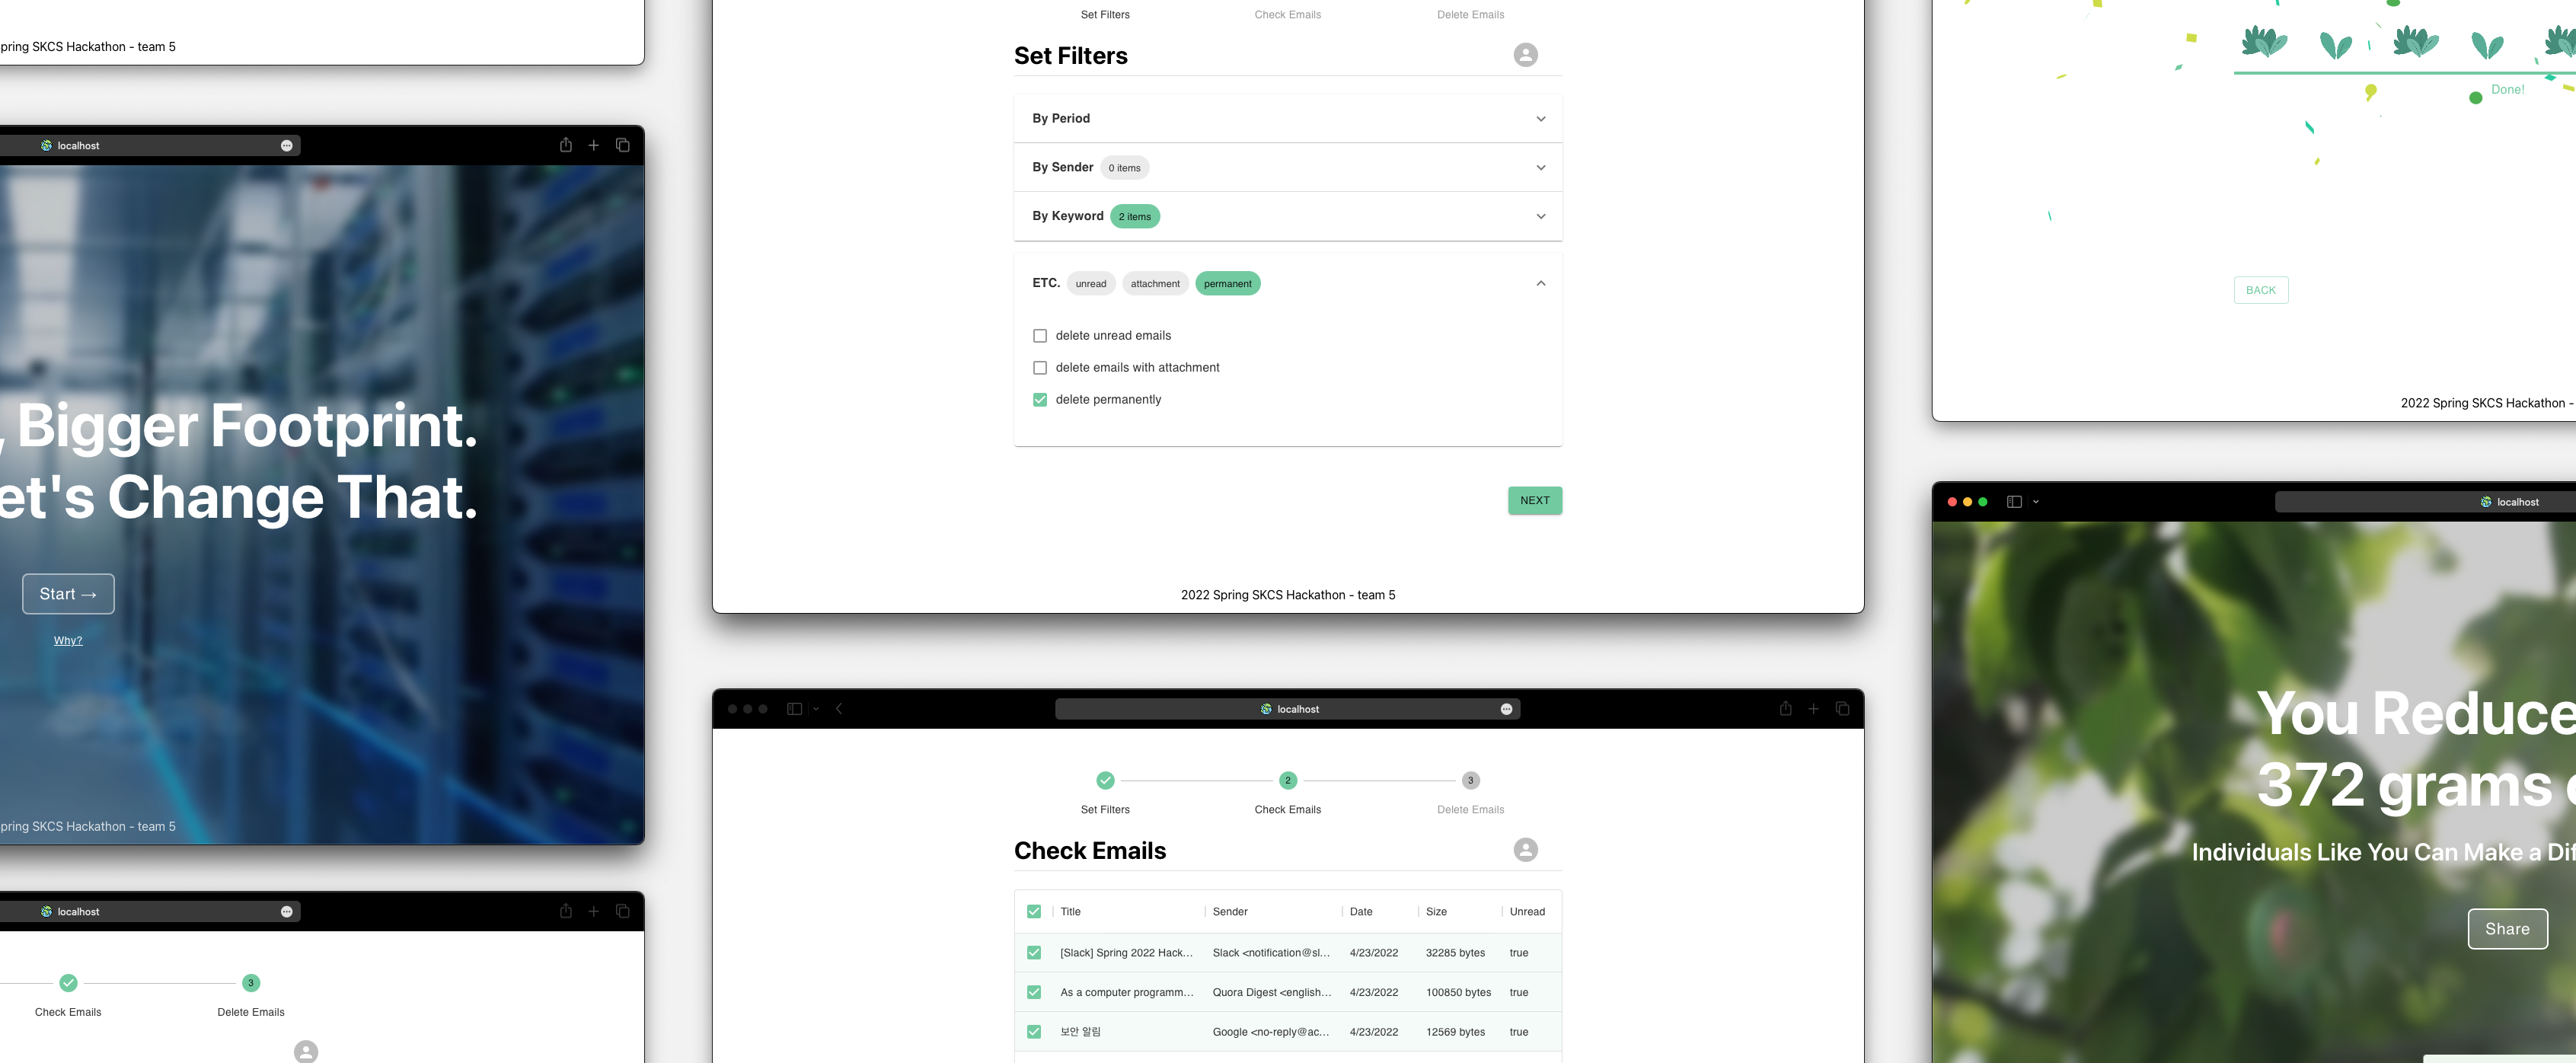 pring SKCS Hackathon - team 5
localhost
, Bigger Footprint.
et's Change That.
Start →
Why?
pring SKCS Hackathon - team 5
localhost
3
Check Emails
Delete Emails
Set Filters
Check Emails
Delete Emails
Set Filters
By Period
By Sender 0 items
By Keyword 2 items
ETC. unread attachment permanent
delete unread emails
delete emails with attachment
delete permanently
NEXT
2022 Spring SKCS Hackathon - team 5
localhost
2 3
Set Filters
Check Emails
Delete Emails
Check Emails
Title Sender Date Size Unread
[Slack] Spring 2022 Hack... Slack <notification@sl... 4/23/2022 32285 bytes true
As a computer programm... Quora Digest <english... 4/23/2022 100850 bytes true
보안 알림 Google <no-reply@ac... 4/23/2022 12569 bytes true
Done!
BACK
2022 Spring SKCS Hackathon -
localhost
You Reduce
372 grams
Individuals Like You Can Make a Dif
Share